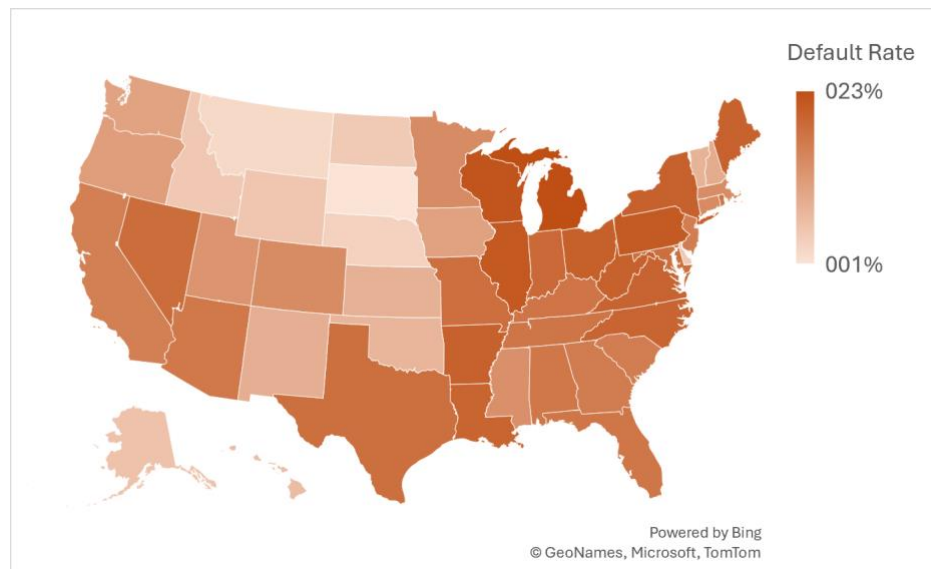 Default Rate
023%
001%
Powered by Bing
© GeoNames, Microsoft, TomTom